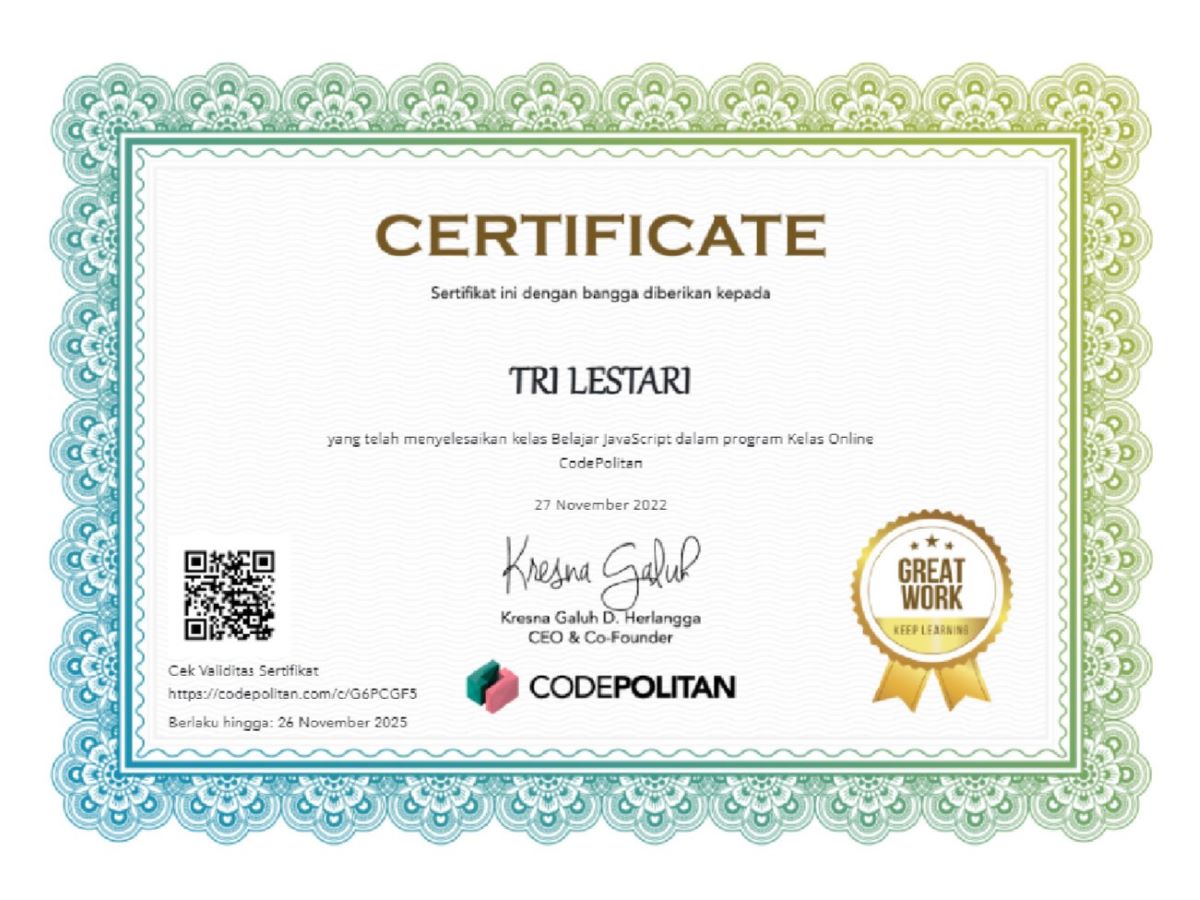 CERTIFICATE
Sertifikat ini dengan bangga diberikan kepada
TRI LESTARI
yang telah menyelesaikan kelas Belajar JavaScript dalam program Kelas Online
CodePolitan
27 November 2022
Kresna Galuh
Kresna Galuh D. Herlangga
CEO & Co-Founder
CODEPOLITAN
GREAT
WORK
KEEP LEARNING
Cek Validitas Sertifikat
https://codepolitan.com/c/G6PCGF5
Berlaku hingga: 26 November 2025